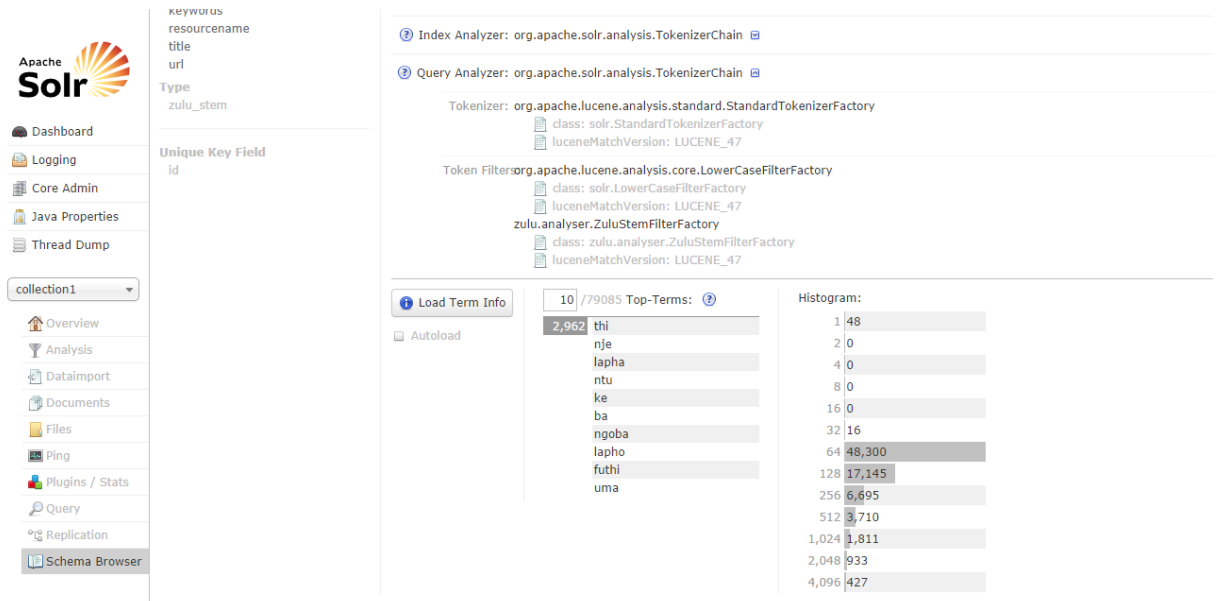 Apache
Solr
Dashboard
Logging
Core Admin
Java Properties
Thread Dump
collection1
Overview
Analysis
Dataimport
Documents
Files
Ping
Plugins / Stats
Query
Replication
Schema Browser
keywords
resourcename
title
url
Type
zulu_stem
Unique Key Field
id
Index Analyzer: org.apache.solr.analysis.TokenizerChain
Query Analyzer: org.apache.solr.analysis.TokenizerChain
Tokenizer: org.apache.lucene.analysis.standard.StandardTokenizerFactory
class: solr.StandardTokenizerFactory
luceneMatchVersion: LUCENE_47
Token Filters org.apache.lucene.analysis.core.LowerCaseFilterFactory
class: solr.LowerCaseFilterFactory
luceneMatchVersion: LUCENE_47
zulu.analyser.ZuluStemFilterFactory
class: zulu.analyser.ZuluStemFilterFactory
luceneMatchVersion: LUCENE_47
Load Term Info
Autoload
10 /79085 Top-Terms:
2,962 thi
nje
lapha
ntu
ke
ba
ngoba
lapho
futhi
uma
Histogram:
1 48
2 0
4 0
8 0
16 0
32 16
64 48,300
128 17,145
256 6,695
512 3,710
1,024 1,811
2,048 933
4,096 427